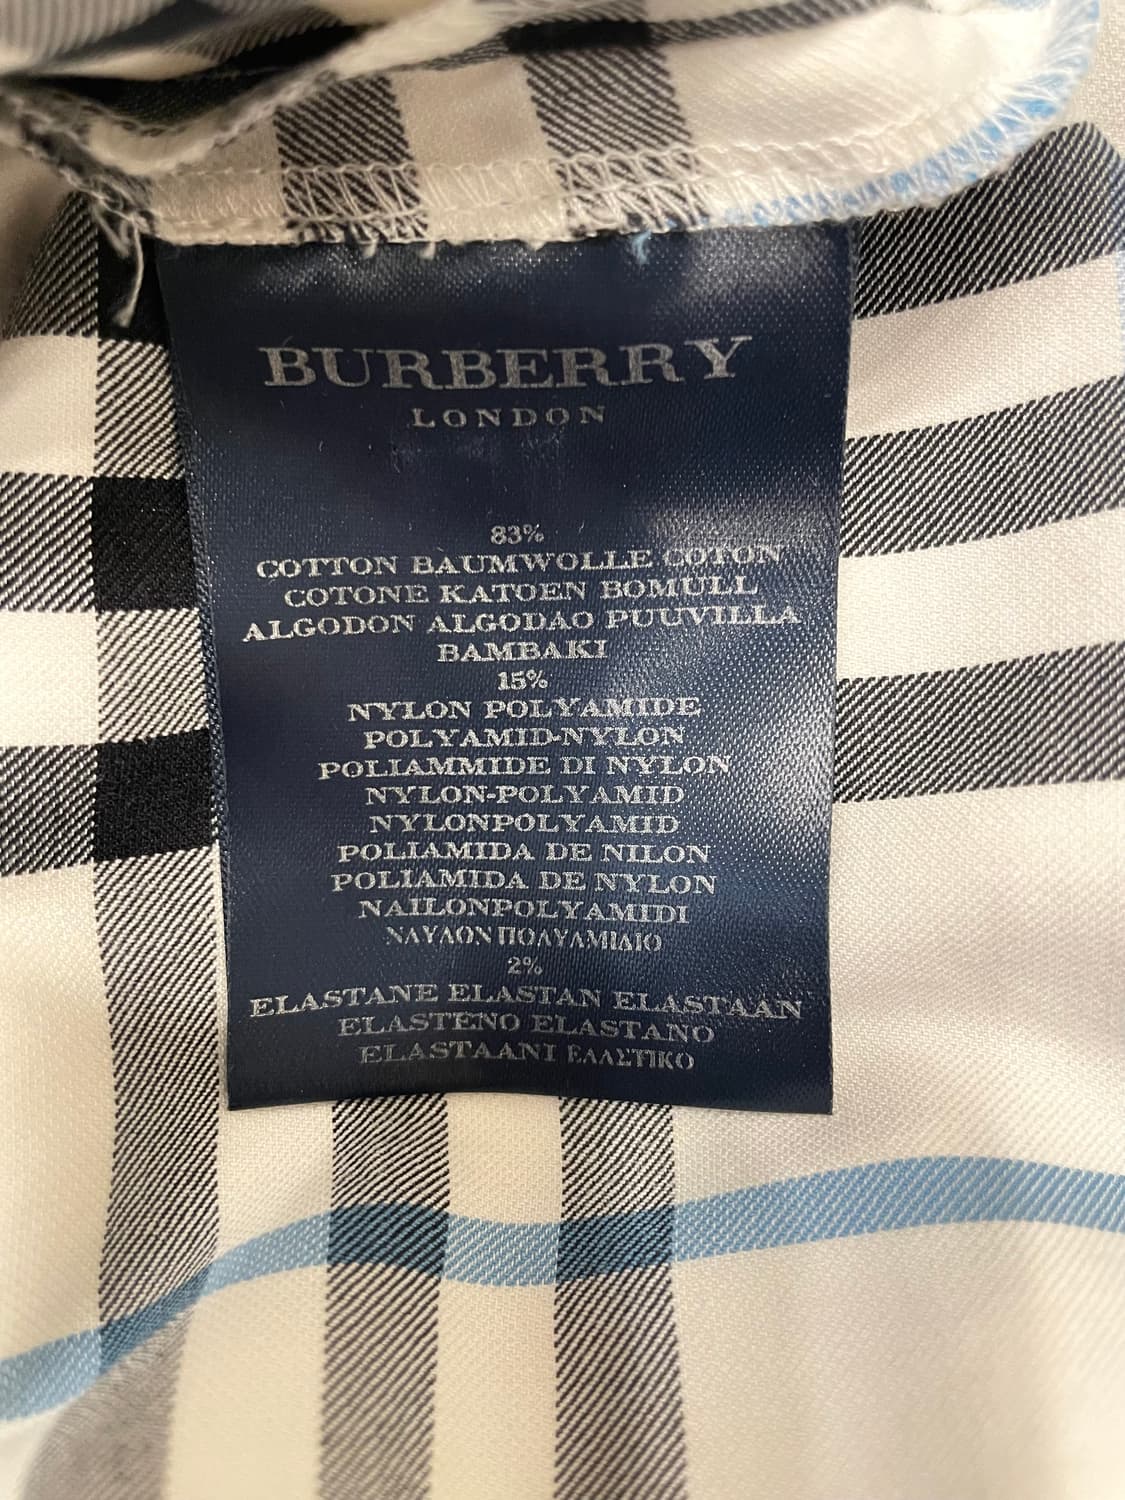 BURBERRY
LONDON
83%
COTTON BAUMWOLLE COTON
COTONE KATOEN BOMULL
ALGODON ALGODAO PUUVILLA
BAMBAKI
15%
NYLON POLYAMIDE
POLYAMID-NYLON
POLIAMMIDE DI NYLON
NYLON-POLYAMID
NYLONPOLYAMID
POLIAMIDA DE NILON
POLIAMIDA DE NYLON
NAILONPOLYAMIDI
ΝΑΥΛΟΝ ΠΟΛΥΑΜΙΔΙΟ
2%
ELASTANE ELASTAN ELASTAAN
ELASTENO ELASTANO
ELASTAANI ΕΛΑΣΤΙΚΟ